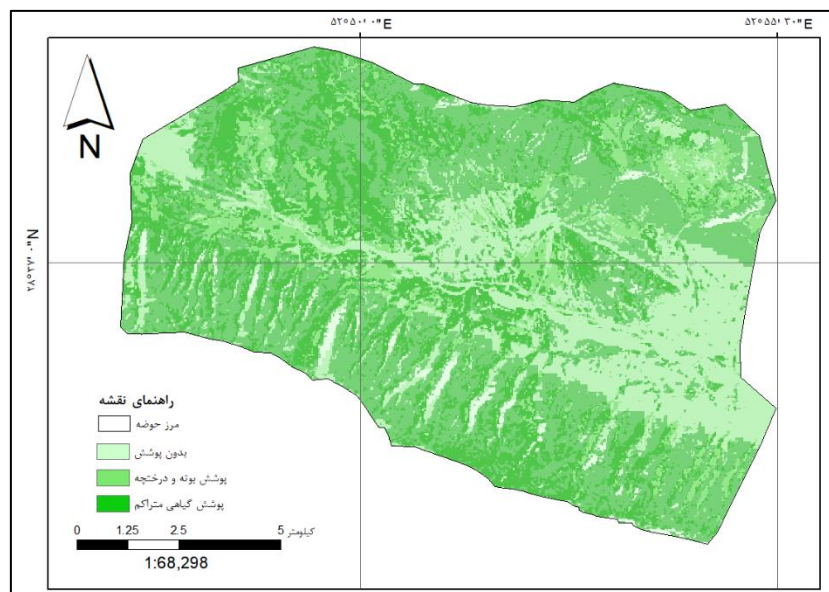 ۵۲°۵۰' ۰"E
۵۲°۵۵' ۳۰"E
N
۲۸°۳۷' ۰"N
راهنمای نقشه
مرز حوضه
بدون پوشش
پوشش بوته و درختچه
پوشش گیاهی متراکم
0 1.25 2.5 5 کیلومتر
1:68,298